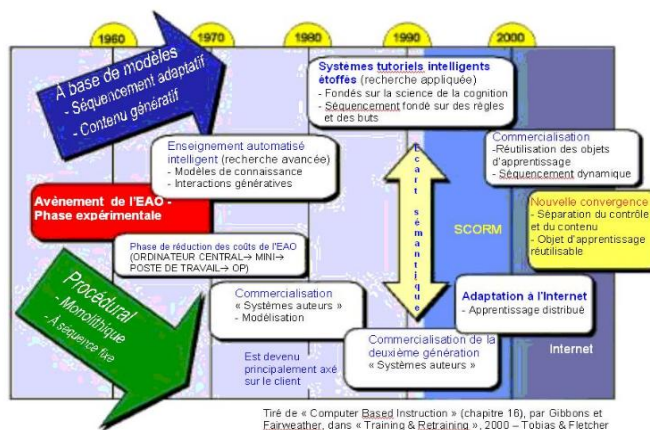 1960
1970
1980
1990
2000
À base de modèles
- Séquencement adaptatif
- Contenu génératif
Systèmes tutoriels intelligents
étoffés (recherche appliquée)
- Fondés sur la science de la cognition
- Séquencement fondé sur des règles
et des buts
Enseignement automatisé
intelligent (recherche avancée)
- Modèles de connaissance
- Interactions génératives
Commercialisation
-Réutilisation des objets
d'apprentissage
- Séquencement dynamique
Avènement de l'EAO -
Phase expérimentale
Écart sémantique
Nouvelle convergence
- Séparation du contrôle
et du contenu
- Objet d'apprentissage
réutilisable
SCORM
Phase de réduction des coûts de l'EAO
(ORDINATEUR CENTRAL→ MINI→
POSTE DE TRAVAIL→ OP)
Procédural
- Monolithique
- À séquence fixe
Commercialisation
« Systèmes auteurs »
- Modélisation
Adaptation à l'Internet
- Apprentissage distribué
Est devenu
principalement axé
sur le client
Commercialisation de la
deuxième génération
« Systèmes auteurs »
Internet
Tiré de « Computer Based Instruction » (chapitre 16), par Gibbons et
Fairweather, dans « Training & Retraining », 2000 – Tobias & Fletcher